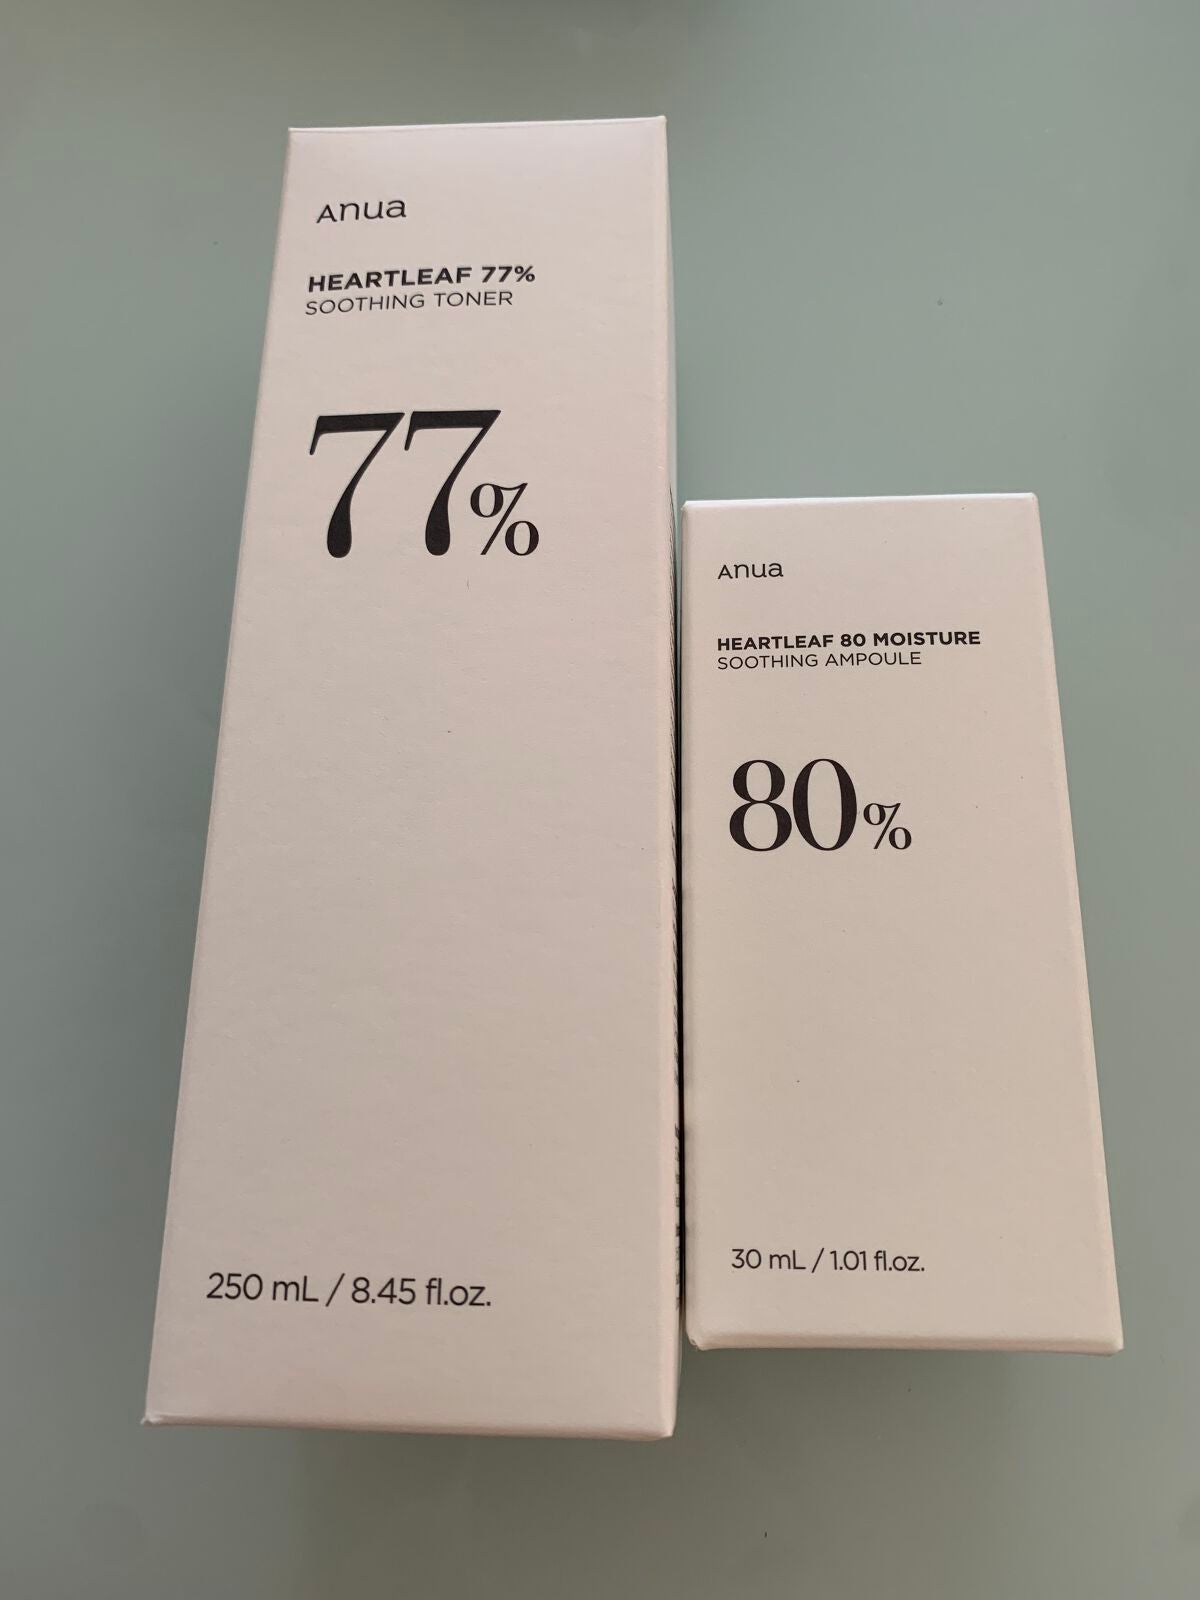 Anua
HEARTLEAF 77%
SOOTHING TONER
77%
250 mL / 8.45 fl.oz.
Anua
HEARTLEAF 80 MOISTURE
SOOTHING AMPOULE
80%
30 mL / 1.01 fl.oz.